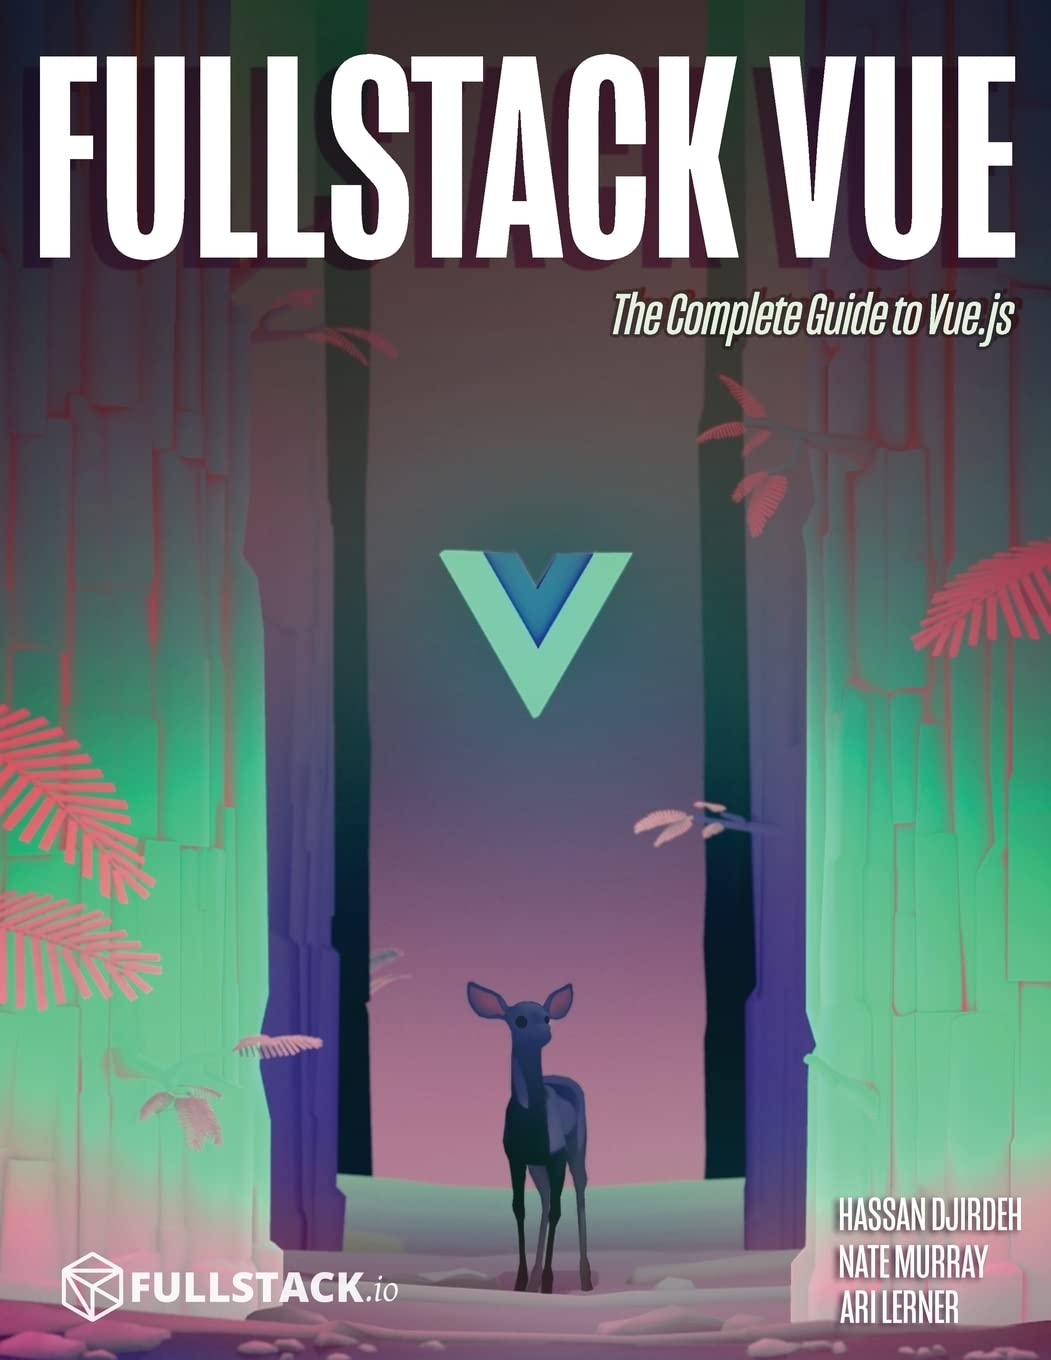 FULLSTACK VUE
The Complete Guide to Vue.js
HASSAN DJIRDEH
NATE MURRAY
ARI LERNER
FULLSTACK.io